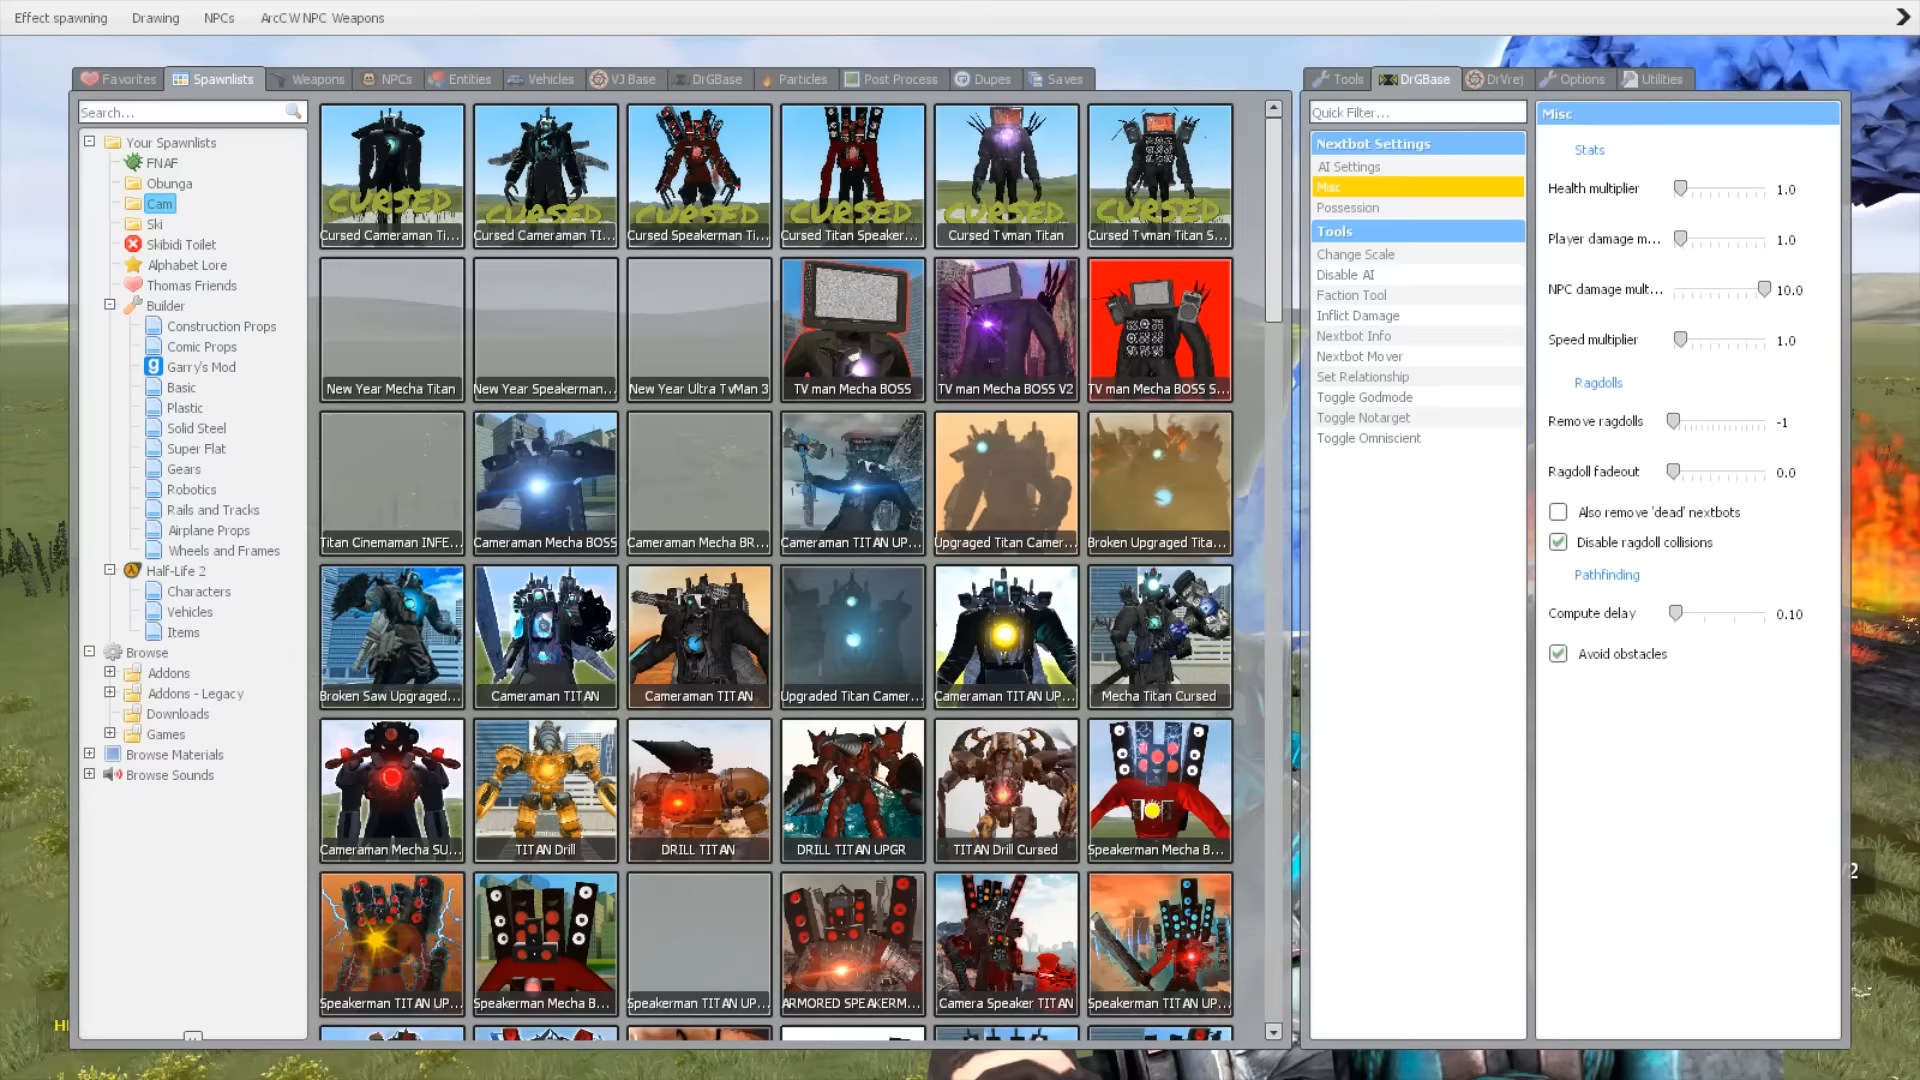 Effect spawning Drawing NPCs ArcCW NPC Weapons
Favorites Spawnlists Weapons NPCs Entities Vehicles VJ Base DrGBase Particles Post Process Dupes Saves
Search...
Your Spawnlists
FNAF
Obunga
Cam
Ski
Skibidi Toilet
Alphabet Lore
Thomas Friends
Builder
Construction Props
Comic Props
Garry's Mod
Basic
Plastic
Solid Steel
Super Flat
Gears
Robotics
Rails and Tracks
Airplane Props
Wheels and Frames
Half-Life 2
Characters
Vehicles
Items
Browse
Addons
Addons - Legacy
Downloads
Games
Browse Materials
Browse Sounds
CURSED CURSED CURSED CURSED CURSED CURSED
Cursed Cameraman Ti... Cursed Cameraman TI... Cursed Speakerman Ti... Cursed Titan Speaker... Cursed Tvman Titan Cursed Tvman Titan S...
New Year Mecha Titan New Year Speakerman... New Year Ultra TvMan 3 TV man Mecha BOSS TV man Mecha BOSS V2 TV man Mecha BOSS S...
Titan Cinemaman INFE... Cameraman Mecha BOSS Cameraman Mecha BR... Cameraman TITAN UP... Upgraded Titan Camer... Broken Upgraded Tita...
Broken Saw Upgraded... Cameraman TITAN Cameraman TITAN Upgraded Titan Camer... Cameraman TITAN UP... Mecha Titan Cursed
Cameraman Mecha SU... TITAN Drill DRILL TITAN DRILL TITAN UPGR TITAN Drill Cursed Speakerman Mecha B...
Speakerman TITAN UP... Speakerman Mecha B... Speakerman TITAN UP... ARMORED SPEAKERM... Camera Speaker TITAN Speakerman TITAN UP...
Tools DrGBase DrVrej Options Utilities
Quick Filter...
Nextbot Settings
AI Settings
Misc
Possession
Tools
Change Scale
Disable AI
Faction Tool
Inflict Damage
Nextbot Info
Nextbot Mover
Set Relationship
Toggle Godmode
Toggle Notarget
Toggle Omniscient
Misc
Stats
Health multiplier 1.0
Player damage m... 1.0
NPC damage mult... 10.0
Speed multiplier 1.0
Ragdolls
Remove ragdolls -1
Ragdoll fadeout 0.0
Also remove 'dead' nextbots
Disable ragdoll collisions
Pathfinding
Compute delay 0.10
Avoid obstacles
2